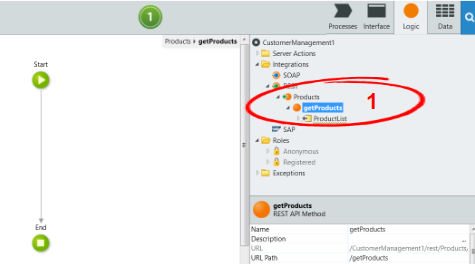 1
Processes Interface Logic Data
Products getProducts
Start
End
CustomerManagement1
Server Actions
Integrations
SOAP
REST
Products
getProducts
1
ProductList
SAP
Roles
Anonymous
Registered
Exceptions
getProducts
REST API Method
Name getProducts
Description ...
URL /CustomerManagement1/rest/Products/
URL Path /getProducts